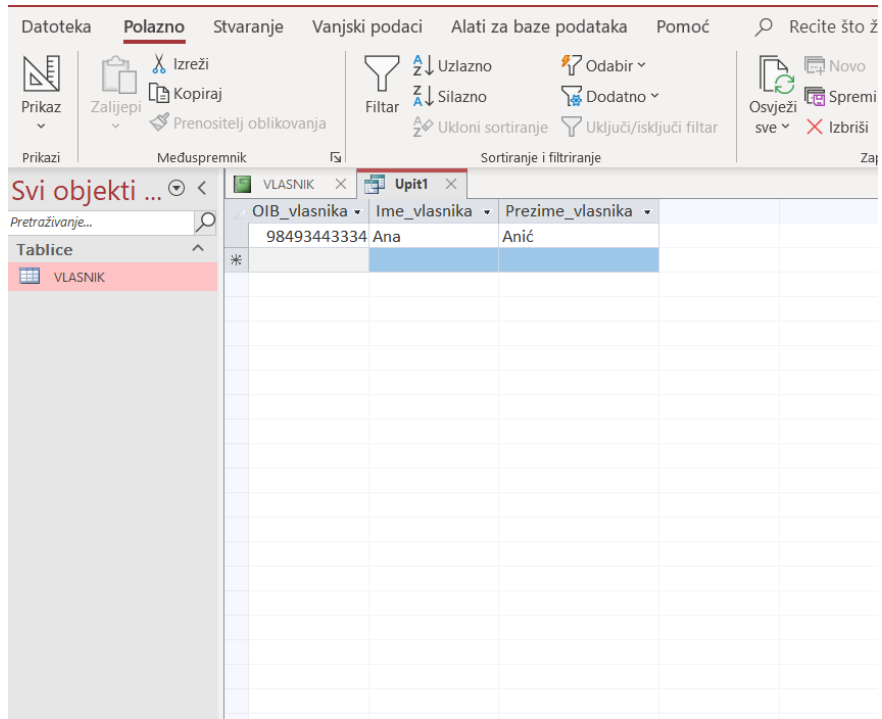 Datoteka Polazno Stvaranje Vanjski podaci Alati za baze podataka Pomoć Recite što ž
Prikaz
Prikazi
Zalijepi
Izreži
Kopiraj
Prenositelj oblikovanja
Međuspremnik
Filtar
Uzlazno
Silazno
Ukloni sortiranje
Odabir
Dodatno
Uključi/isključi filtar
Sortiranje i filtriranje
Osvježi
sve
Novo
Spremi
Izbriši
Zap
Svi objekti ...
Pretraživanje...
Tablice
VLASNIK
VLASNIK Upit1
OIB_vlasnika Ime_vlasnika Prezime_vlasnika
98493443334 Ana Anić